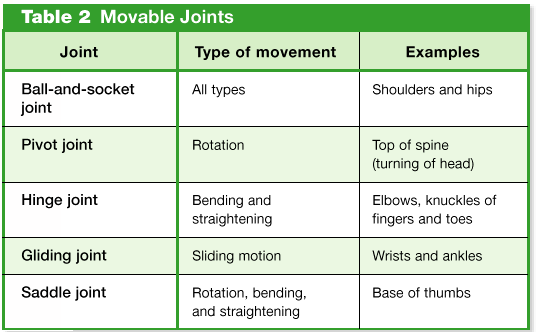 Table 2 Movable Joints
Joint Type of movement Examples
Ball-and-socket All types Shoulders and hips
joint
Pivot joint Rotation Top of spine
(turning of head)
Hinge joint Bending and Elbows, knuckles of
straightening fingers and toes
Gliding joint Sliding motion Wrists and ankles
Saddle joint Rotation, bending, Base of thumbs
and straightening